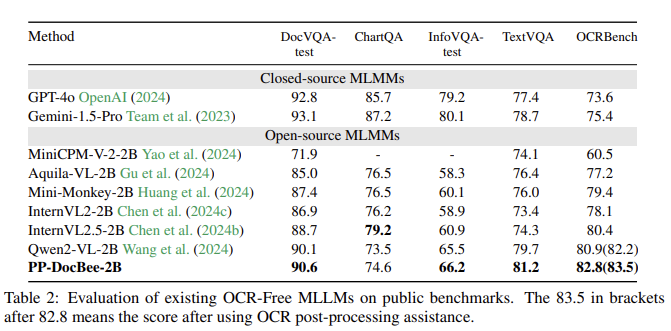 Method DocVQA- ChartQA InfoVQA- TextVQA OCRBench
test test
Closed-source MLMMs
GPT-4o OpenAI (2024) 92.8 85.7 79.2 77.4 73.6
Gemini-1.5-Pro Team et al. (2023) 93.1 87.2 80.1 78.7 75.4
Open-source MLMMs
MiniCPM-V-2-2B Yao et al. (2024) 71.9 - - 74.1 60.5
Aquila-VL-2B Gu et al. (2024) 85.0 76.5 58.3 76.4 77.2
Mini-Monkey-2B Huang et al. (2024) 87.4 76.5 60.1 76.0 79.4
InternVL2-2B Chen et al. (2024c) 86.9 76.2 58.9 73.4 78.1
InternVL2.5-2B Chen et al. (2024b) 88.7 79.2 60.9 74.3 80.4
Qwen2-VL-2B Wang et al. (2024) 90.1 73.5 65.5 79.7 80.9(82.2)
PP-DocBee-2B 90.6 74.6 66.2 81.2 82.8(83.5)
Table 2: Evaluation of existing OCR-Free MLLMs on public benchmarks. The 83.5 in brackets
after 82.8 means the score after using OCR post-processing assistance.